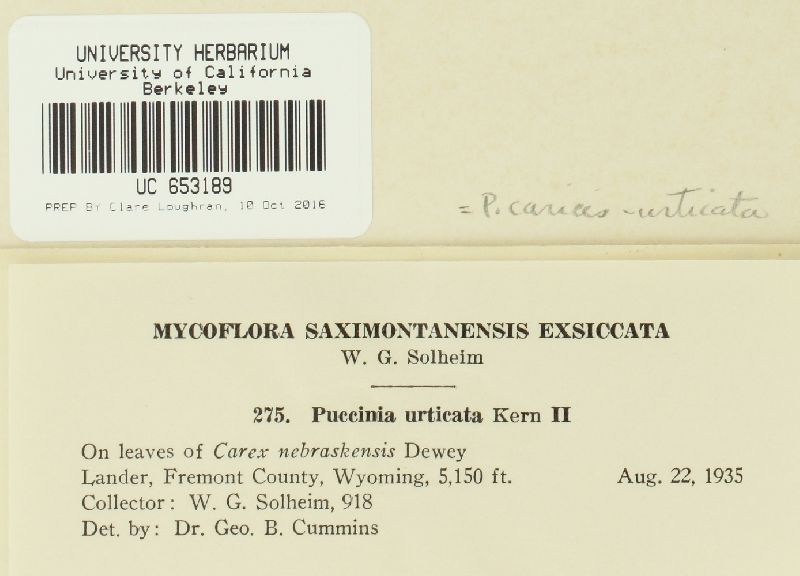 UNIVERSITY HERBARIUM
University of California
Berkeley
UC 653189
PREP By Clare Loughran, 10 Oct 2016
= P. caricis-urticata
MYCOFLORA SAXIMONTANENSIS EXSICCATA
W. G. Solheim
275. Puccinia urticata Kern II
On leaves of Carex nebraskensis Dewey
Lander, Fremont County, Wyoming, 5,150 ft. Aug. 22, 1935
Collector: W. G. Solheim, 918
Det. by: Dr. Geo. B. Cummins